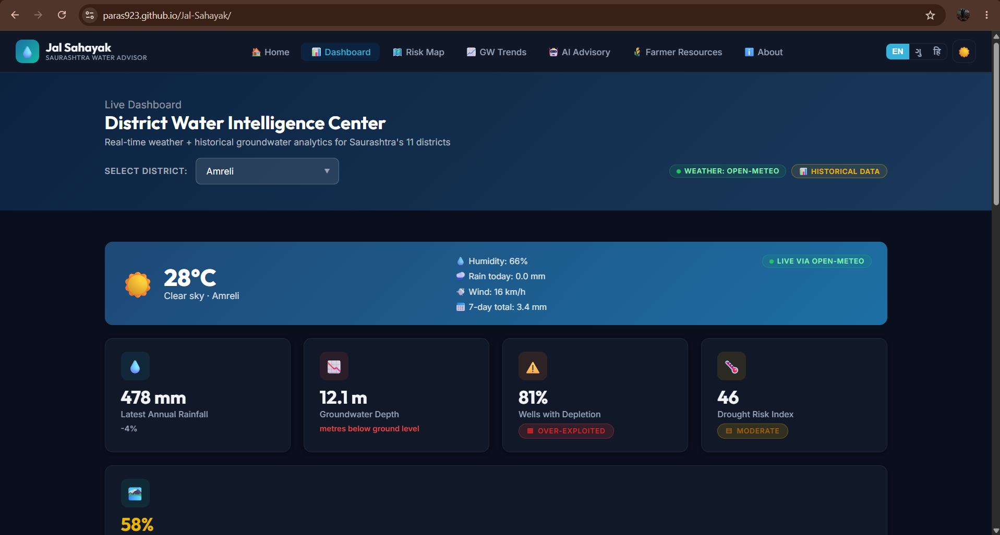 paras923.github.io/Jal-Sahayak/
Jal Sahayak
SAURASHTRA WATER ADVISOR
Home
Dashboard
Risk Map
GW Trends
AI Advisory
Farmer Resources
About
EN
ગુ
हि
Live Dashboard
District Water Intelligence Center
Real-time weather + historical groundwater analytics for Saurashtra's 11 districts
SELECT DISTRICT:
Amreli
WEATHER: OPEN-METEO
HISTORICAL DATA
28°C
Clear sky · Amreli
Humidity: 66%
Rain today: 0.0 mm
Wind: 16 km/h
7-day total: 3.4 mm
LIVE VIA OPEN-METEO
478 mm
Latest Annual Rainfall
-4%
12.1 m
Groundwater Depth
metres below ground level
81%
Wells with Depletion
OVER-EXPLOITED
46
Drought Risk Index
MODERATE
58%